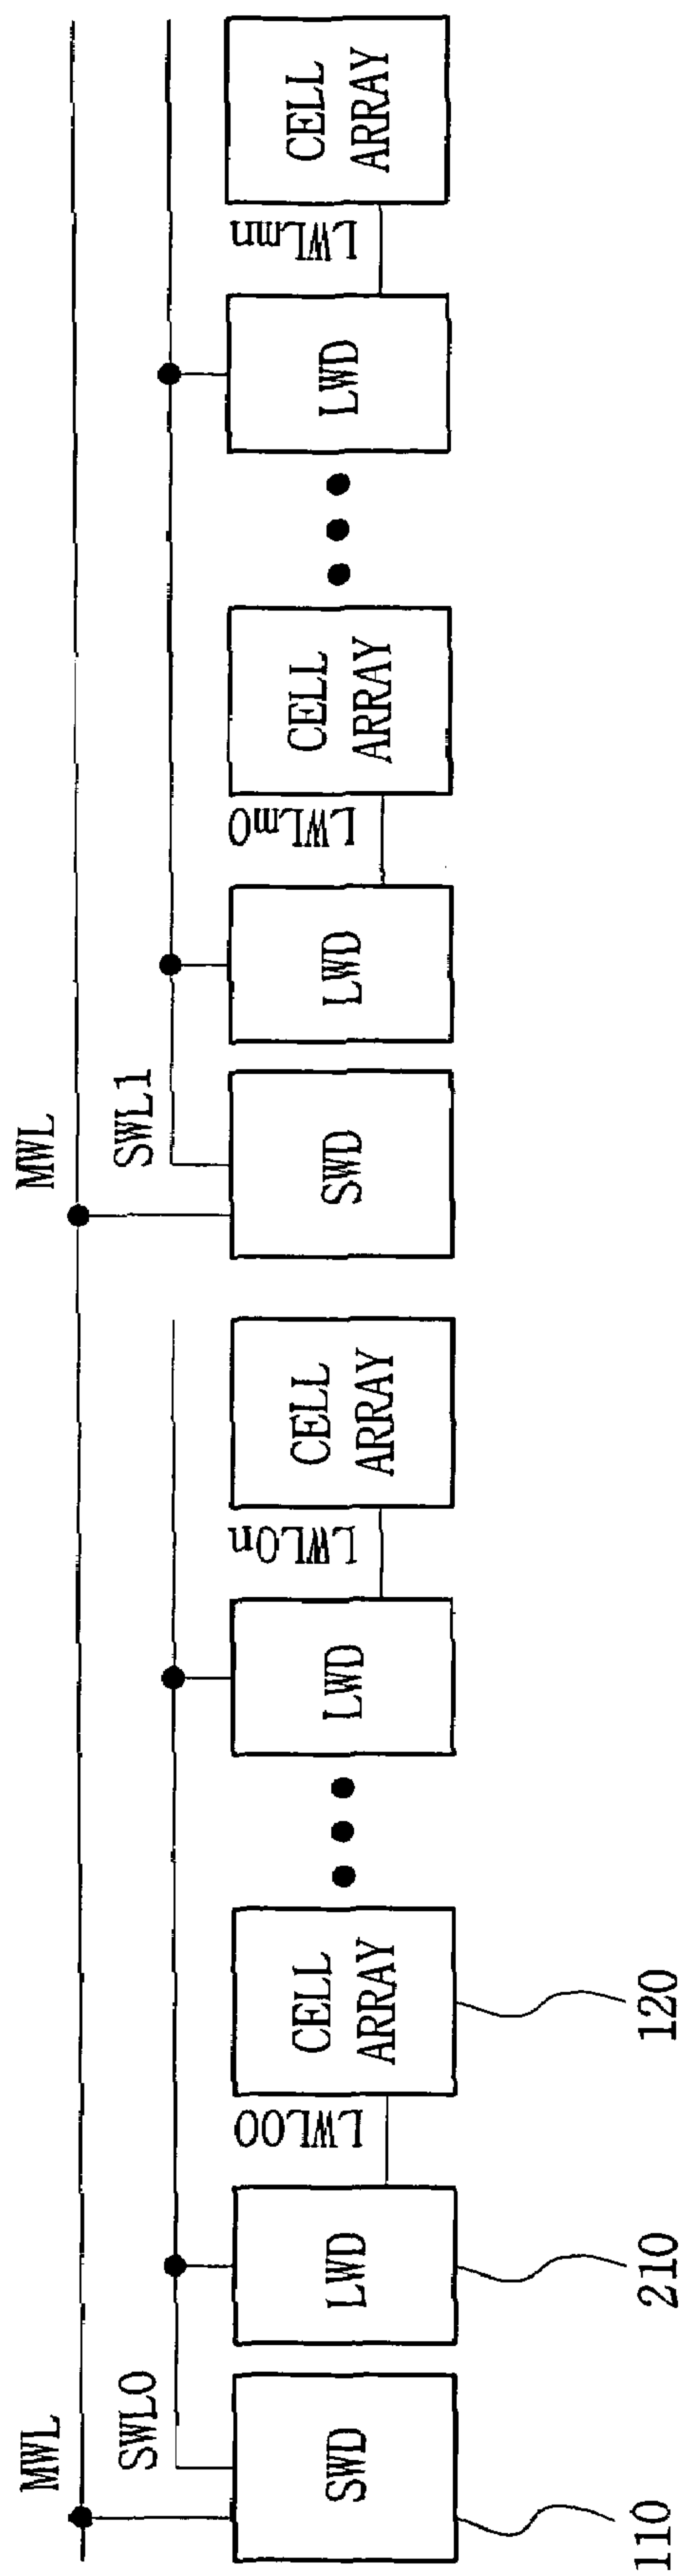 MWL
MWL
SWL0
SWL1
SWD
LWD
LWL00
CELL
ARRAY
LWD
LWL0n
CELL
ARRAY
SWD
LWD
LWLm0
CELL
ARRAY
LWD
LWLmn
CELL
ARRAY
110
210
120